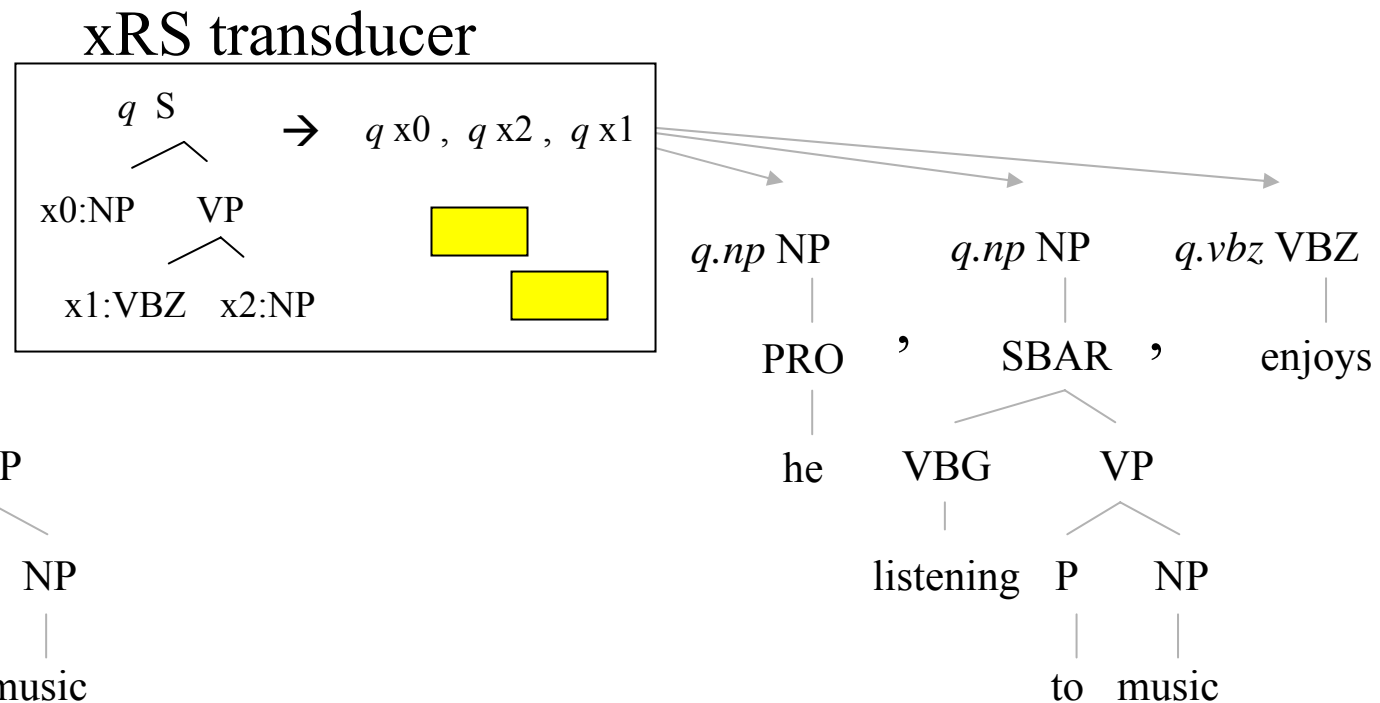 xRS transducer
q S → q x0 , q x2 , q x1
x0:NP VP
x1:VBZ x2:NP
q.np NP q.np NP q.vbz VBZ
PRO , SBAR , enjoys
P he VBG VP
NP listening P NP
music to music